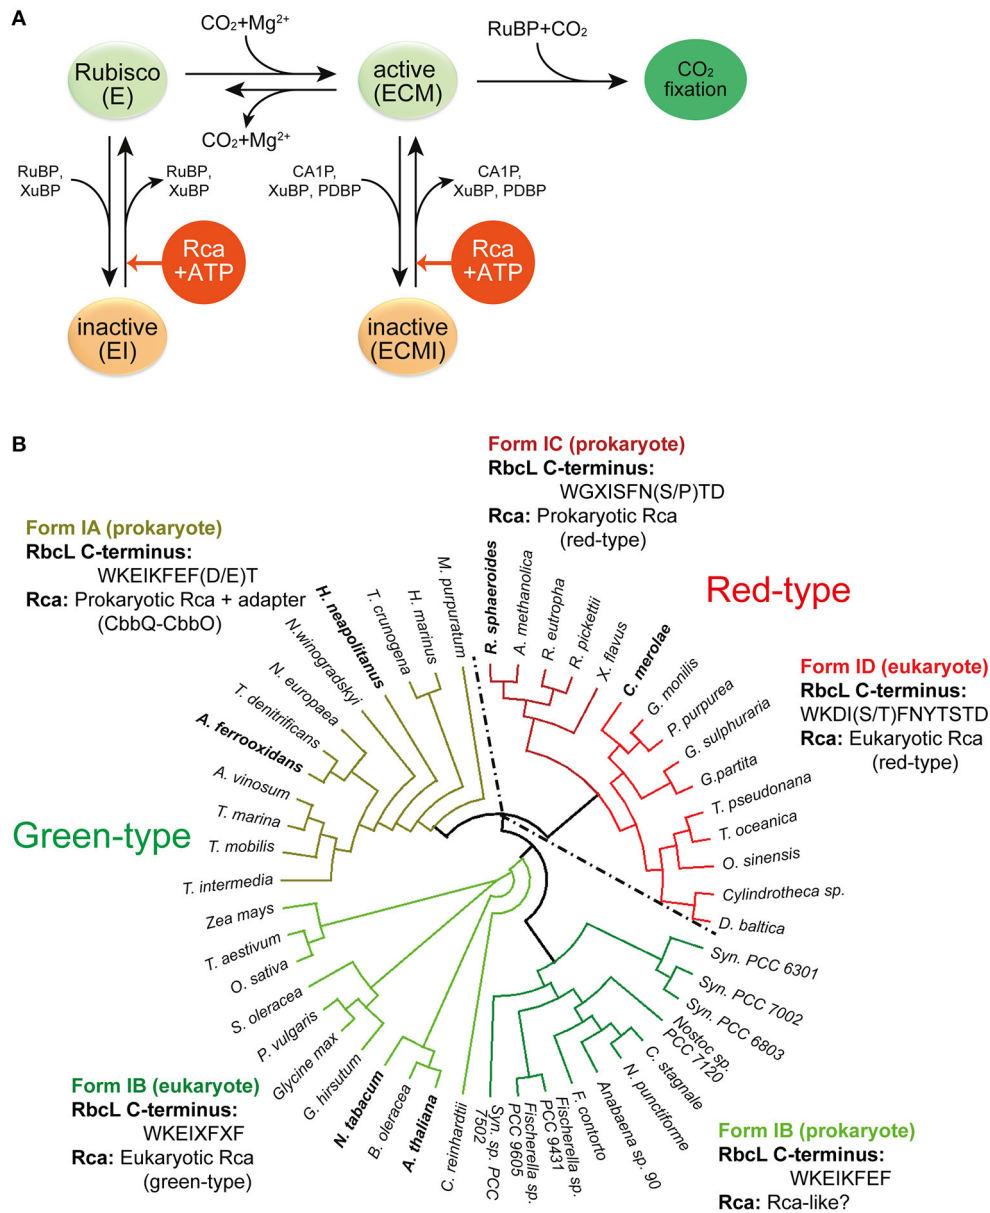 A
CO₂+Mg²⁺
RuBP+CO₂
Rubisco
(E)
active
(ECM)
CO₂
fixation
CO₂+Mg²⁺
RuBP,
XuBP
RuBP,
XuBP
CA1P,
XuBP, PDBP
CA1P,
XuBP, PDBP
Rca
+ATP
Rca
+ATP
inactive
(EI)
inactive
(ECMI)
B
Form IC (prokaryote)
RbcL C-terminus:
WGXISFN(S/P)TD
Rca: Prokaryotic Rca
(red-type)
Form IA (prokaryote)
RbcL C-terminus:
WKEIKFEF(D/E)T
Rca: Prokaryotic Rca + adapter
(CbbQ-CbbO)
Red-type
Form ID (eukaryote)
RbcL C-terminus:
WKDI(S/T)FNYTSTD
Rca: Eukaryotic Rca
(red-type)
Green-type
M. purpuratum
H. marinus
T. crunogena
H. neapolitanus
N.winogradskyi
N. europaea
T. denitrificans
A. ferrooxidans
A. vinosum
T. marina
T. mobilis
T. intermedia
R. sphaeroides
A. methanolica
R. eutropha
R. pickettii
X. flavus
C. merolae
G. monilis
P. purpurea
G. sulphuraria
G.partita
T. pseudonana
T. oceanica
O. sinensis
Cylindrotheca sp.
D. baltica
Zea mays
T. aestivum
O. sativa
S. oleracea
P. vulgaris
Glycine max
G. hirsutum
N. tabacum
B. oleracea
A. thaliana
C. reinhardtii
Syn. sp. PCC
7502
Fischerella sp.
PCC 9605
Fischerella sp.
PCC 9431
F. contorto
Anabaena sp. 90
N. punctiforme
C. stagnale
Nostoc sp.
PCC 7120
Syn. PCC 6803
Syn. PCC 7002
Syn. PCC 6301
Form IB (eukaryote)
RbcL C-terminus:
WKEIXFXF
Rca: Eukaryotic Rca
(green-type)
Form IB (prokaryote)
RbcL C-terminus:
WKEIKFEF
Rca: Rca-like?